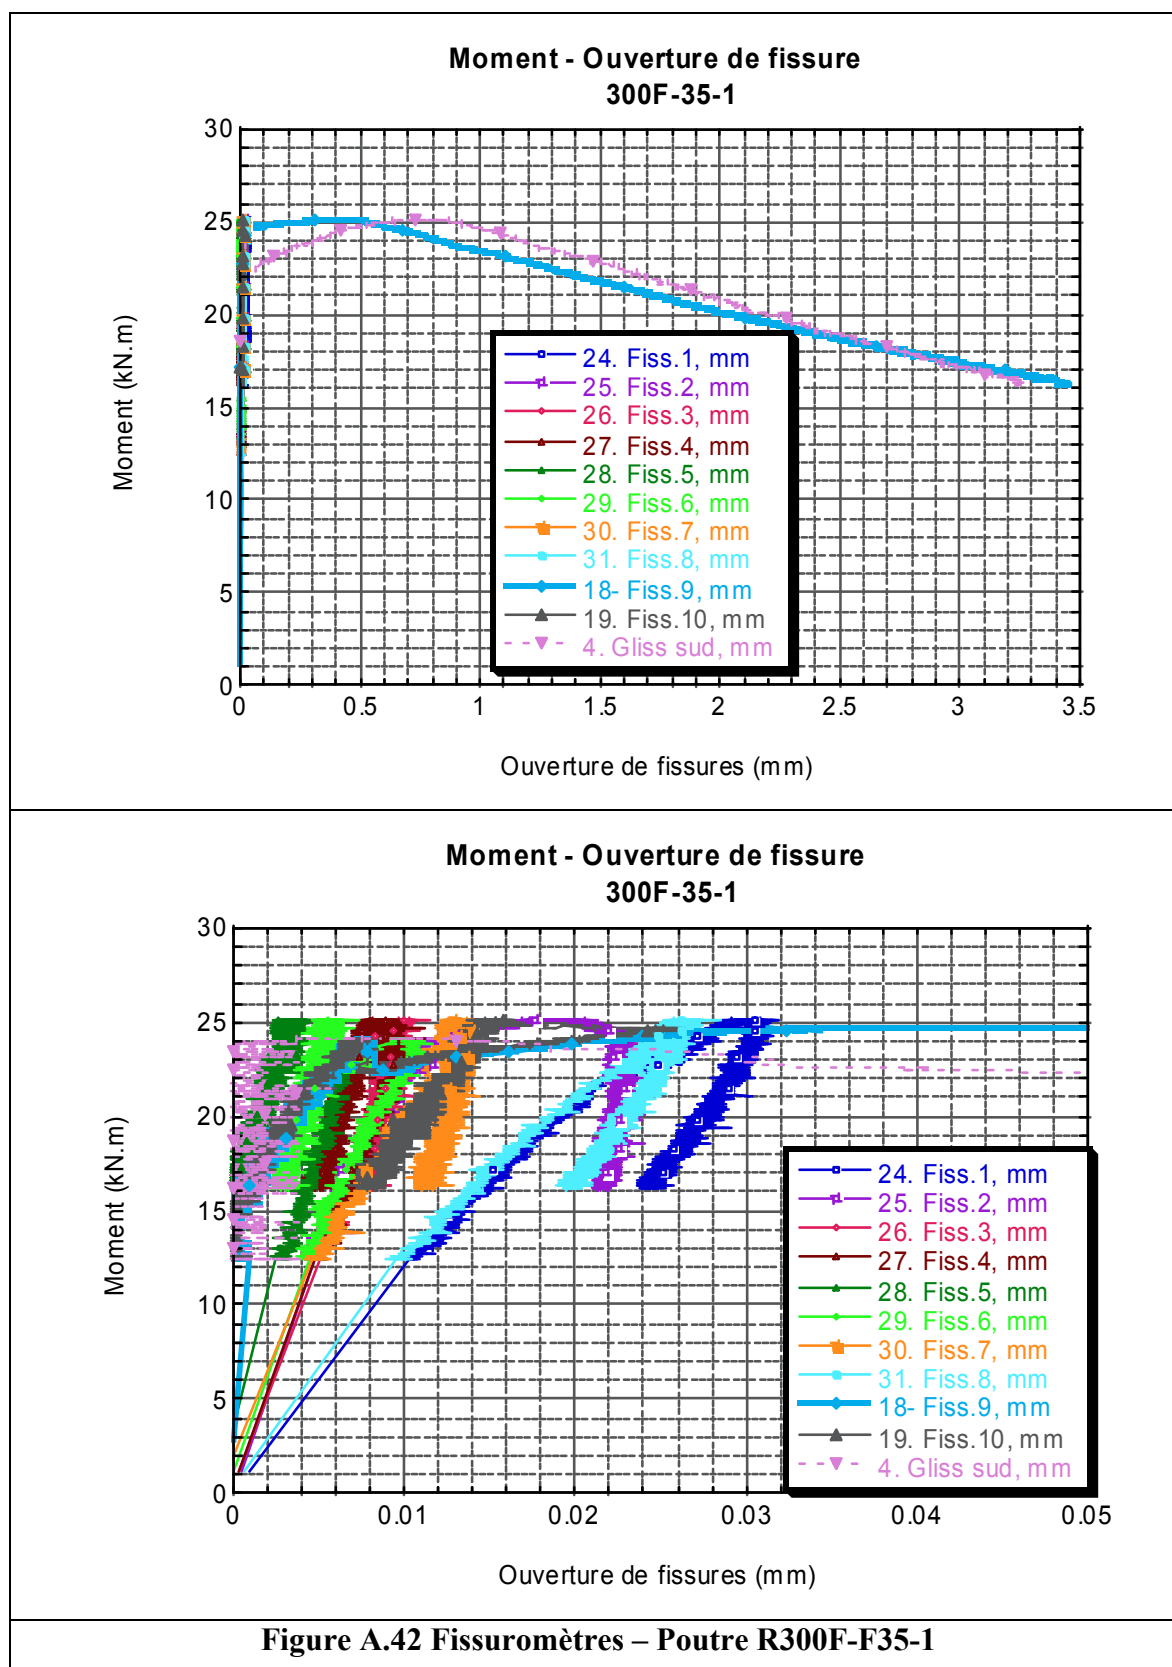 Moment - Ouverture de fissure
300F-35-1
30
25
20
15
10
5
0
Moment (kN.m)
24. Fiss.1, mm
25. Fiss.2, mm
26. Fiss.3, mm
27. Fiss.4, mm
28. Fiss.5, mm
29. Fiss.6, mm
30. Fiss.7, mm
31. Fiss.8, mm
18- Fiss.9, mm
19. Fiss.10, mm
4. Gliss sud, mm
0 0.5 1 1.5 2 2.5 3 3.5
Ouverture de fissures (mm)
Moment - Ouverture de fissure
300F-35-1
30
25
20
15
10
5
0
Moment (kN.m)
24. Fiss.1, mm
25. Fiss.2, mm
26. Fiss.3, mm
27. Fiss.4, mm
28. Fiss.5, mm
29. Fiss.6, mm
30. Fiss.7, mm
31. Fiss.8, mm
18- Fiss.9, mm
19. Fiss.10, mm
4. Gliss sud, mm
0 0.01 0.02 0.03 0.04 0.05
Ouverture de fissures (mm)
Figure A.42 Fissuromètres – Poutre R300F-F35-1